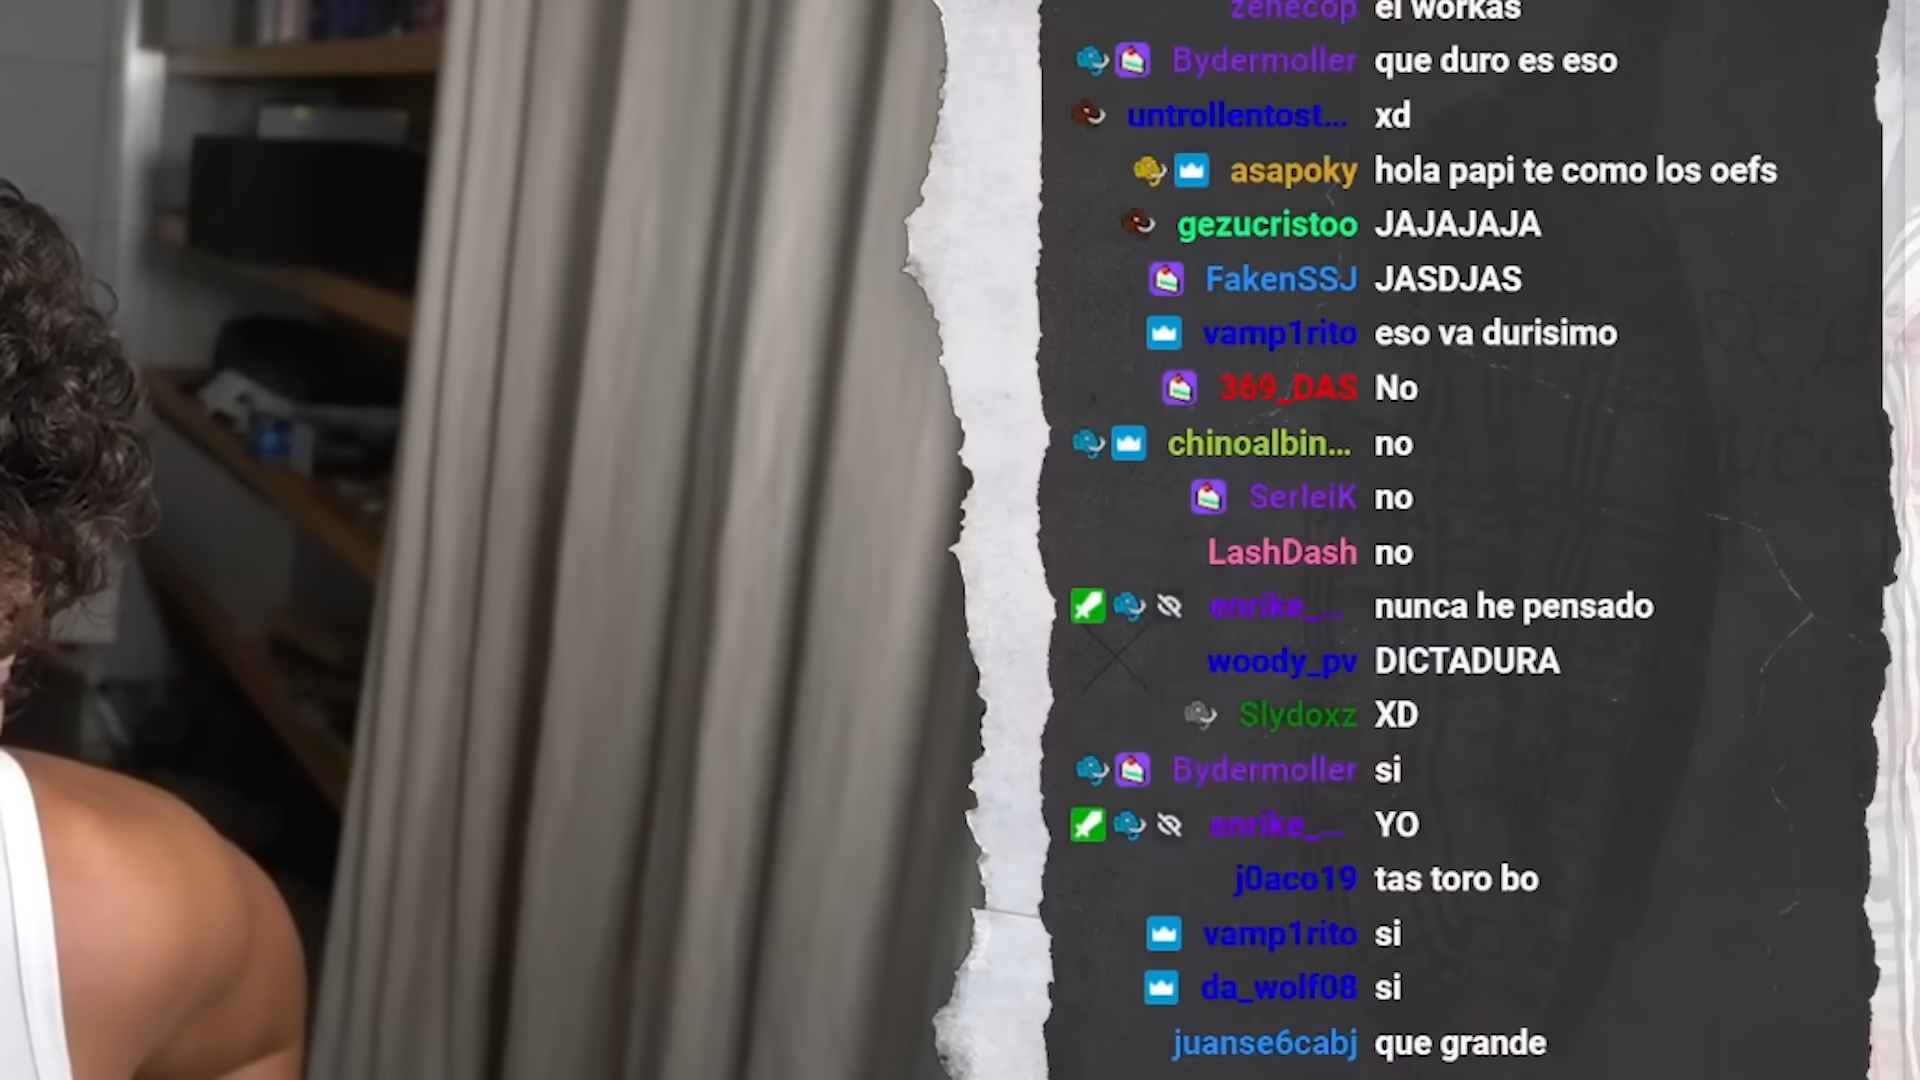 zenecop el workas
Bydermoller que duro es eso
untrollentost... xd
asapoky hola papi te como los oefs
gezucristoo JAJAJAJA
FakenSSJ JASDJAS
vamp1rito eso va durisimo
369_DAS No
chinoalbin... no
SerleiK no
LashDash no
enrike_... nunca he pensado
woody_pv DICTADURA
Slydoxz XD
Bydermoller si
enrike_... YO
j0aco19 tas toro bo
vamp1rito si
da_wolf08 si
juanse6cabj que grande